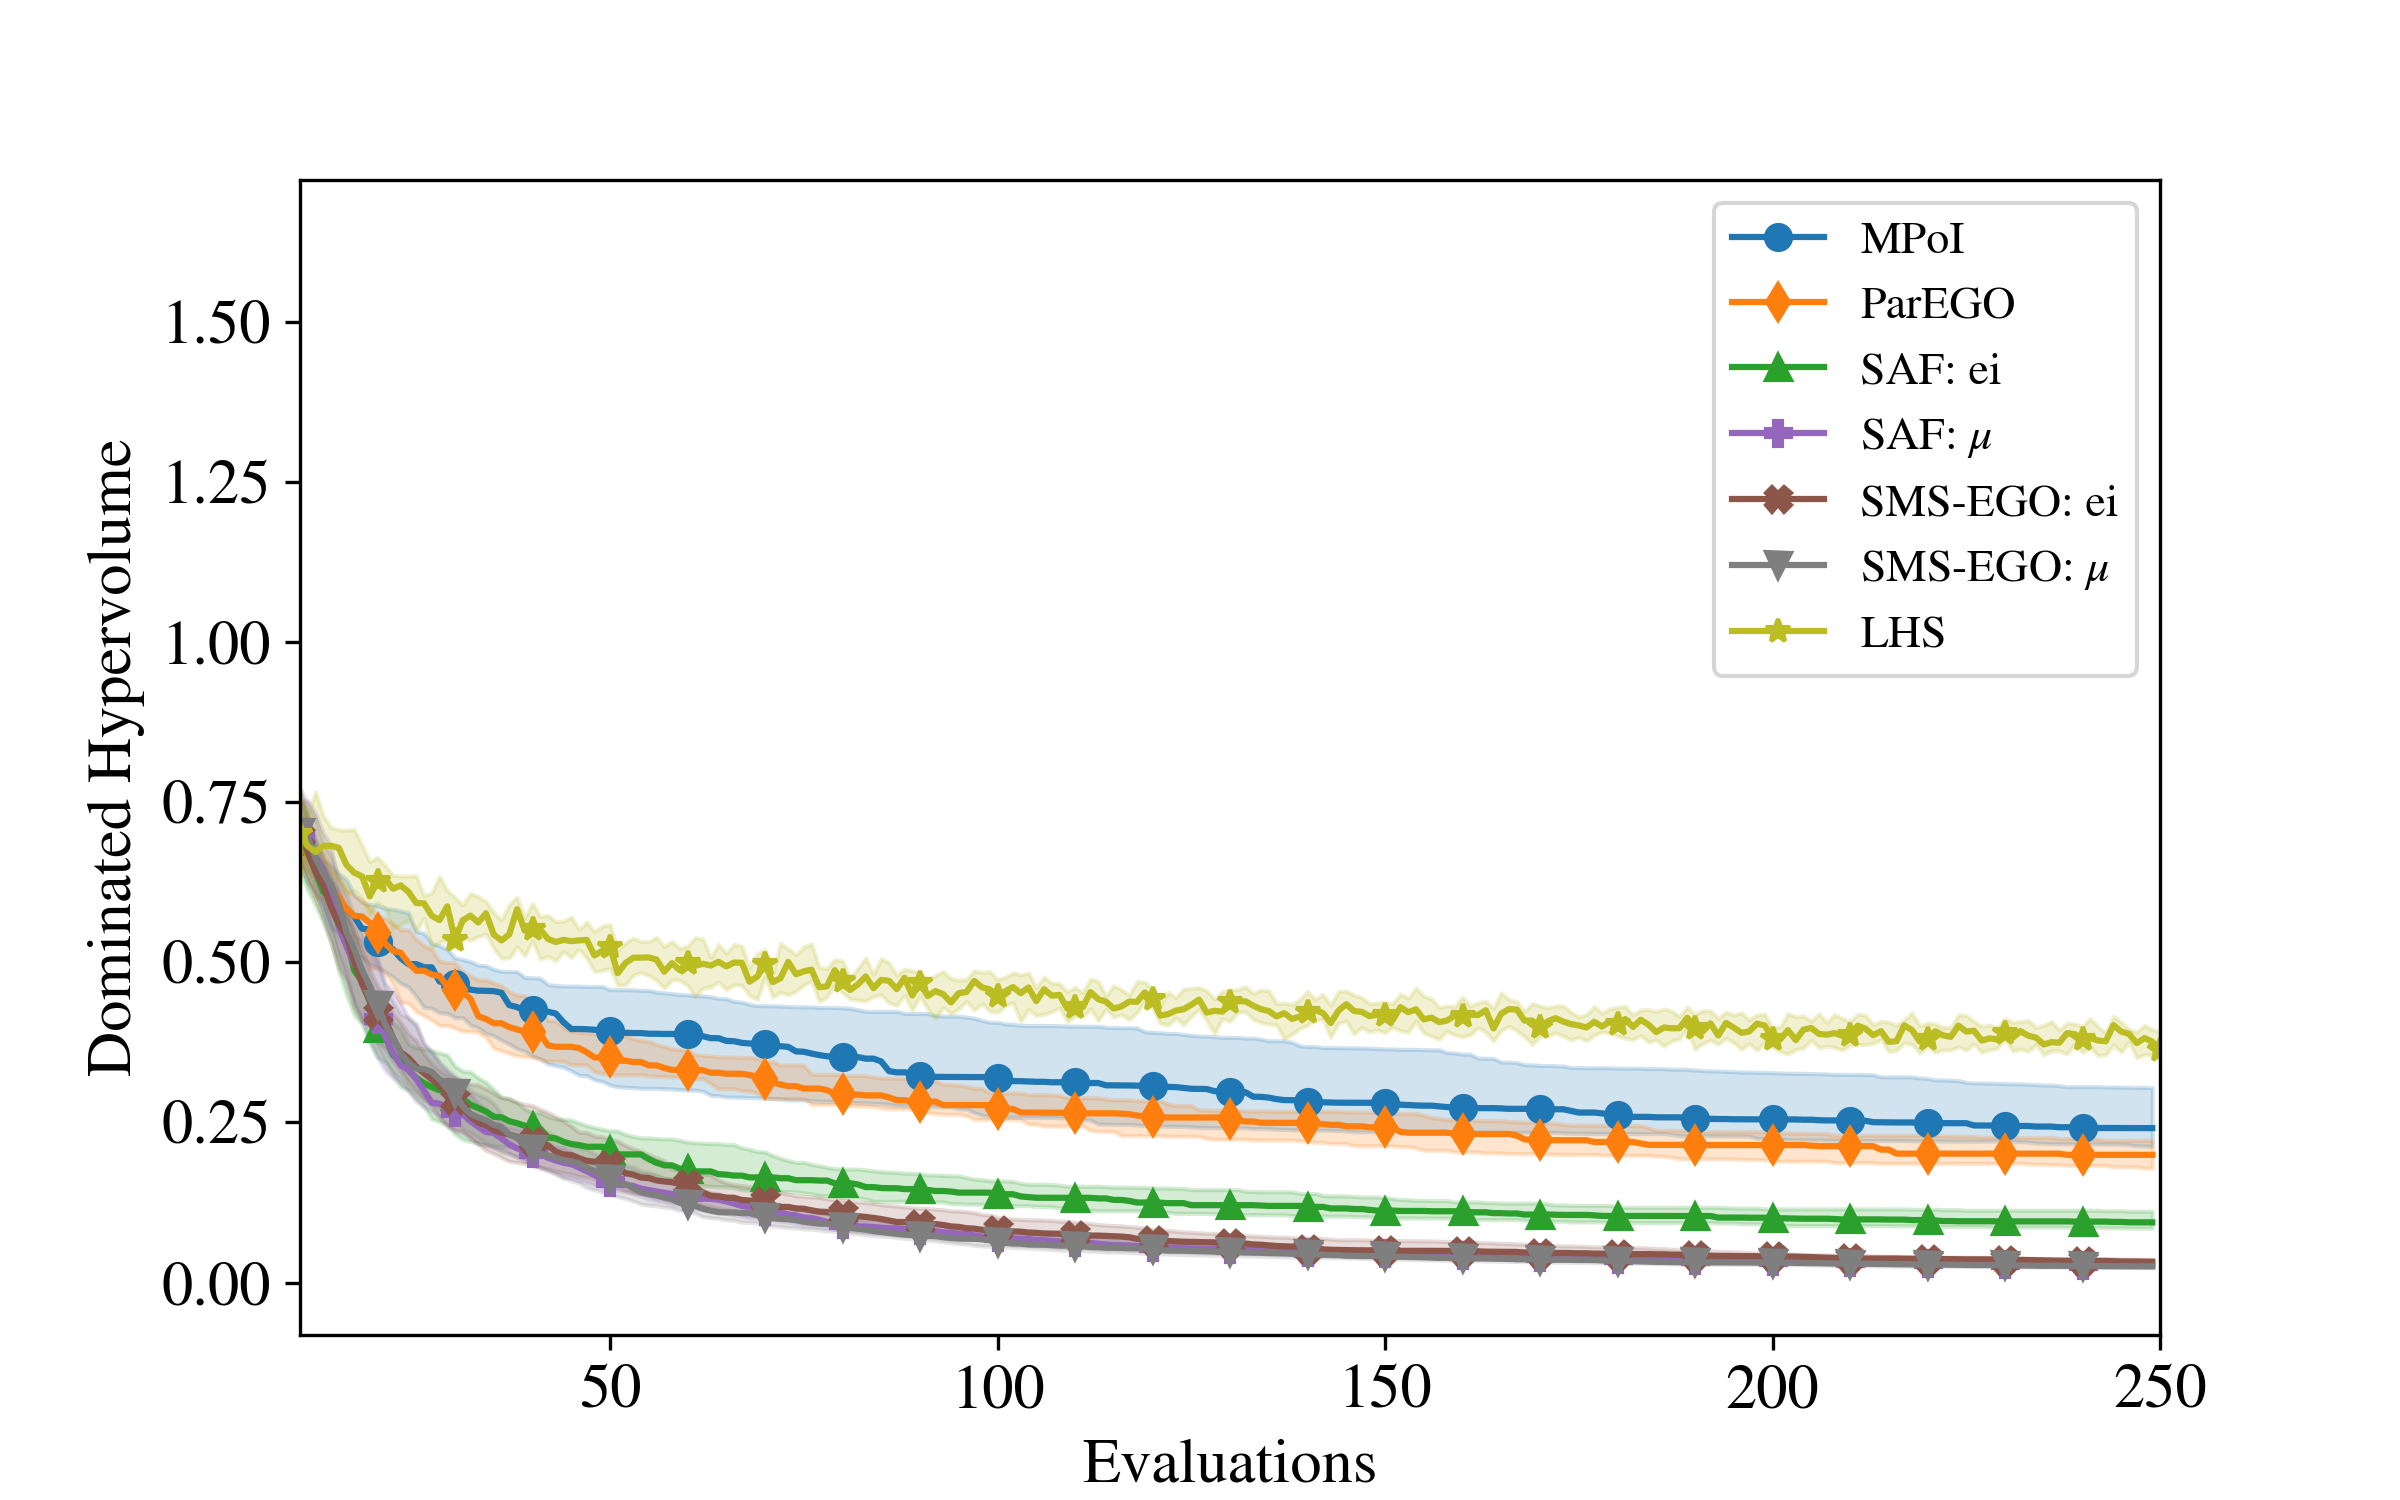 MPoI
ParEGO
SAF: ei
SAF: μ
SMS-EGO: ei
SMS-EGO: μ
LHS
Dominated Hypervolume
1.50
1.25
1.00
0.75
0.50
0.25
0.00
50
100
150
200
250
Evaluations